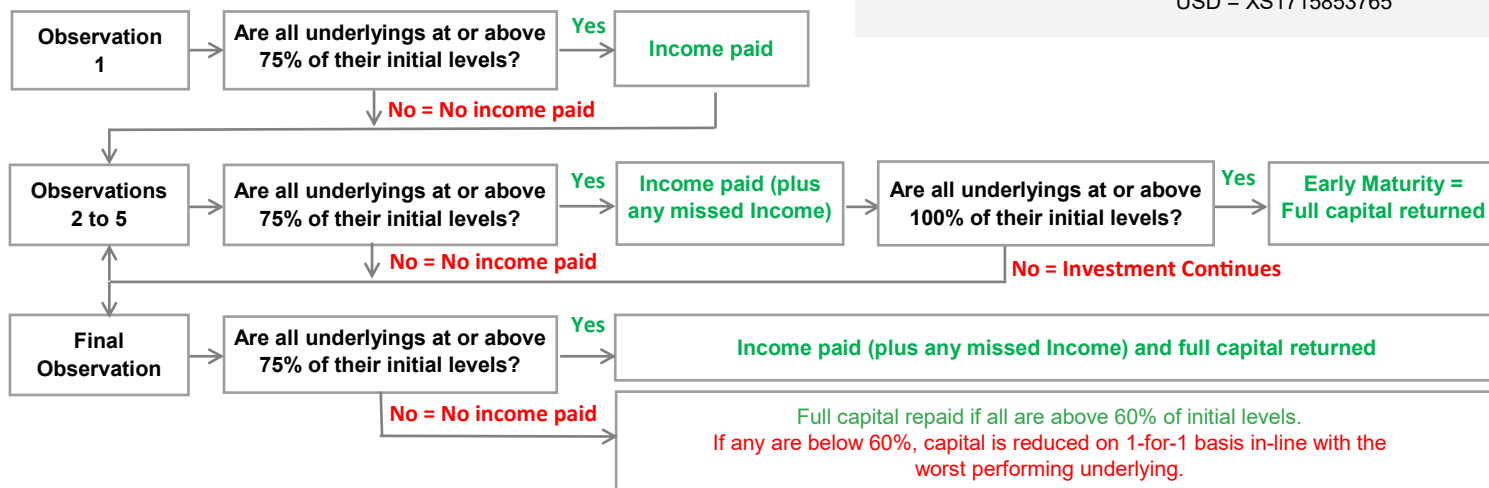 USD = XS1715853765
Observation
1
Are all underlyings at or above
75% of their initial levels?
Yes
Income paid
No = No income paid
Observations
2 to 5
Are all underlyings at or above
75% of their initial levels?
Yes
Income paid (plus
any missed Income)
Are all underlyings at or above
100% of their initial levels?
Yes
Early Maturity =
Full capital returned
No = No income paid
No = Investment Continues
Final
Observation
Are all underlyings at or above
75% of their initial levels?
Yes
Income paid (plus any missed Income) and full capital returned
No = No income paid
Full capital repaid if all are above 60% of initial levels.
If any are below 60%, capital is reduced on 1-for-1 basis in-line with the
worst performing underlying.